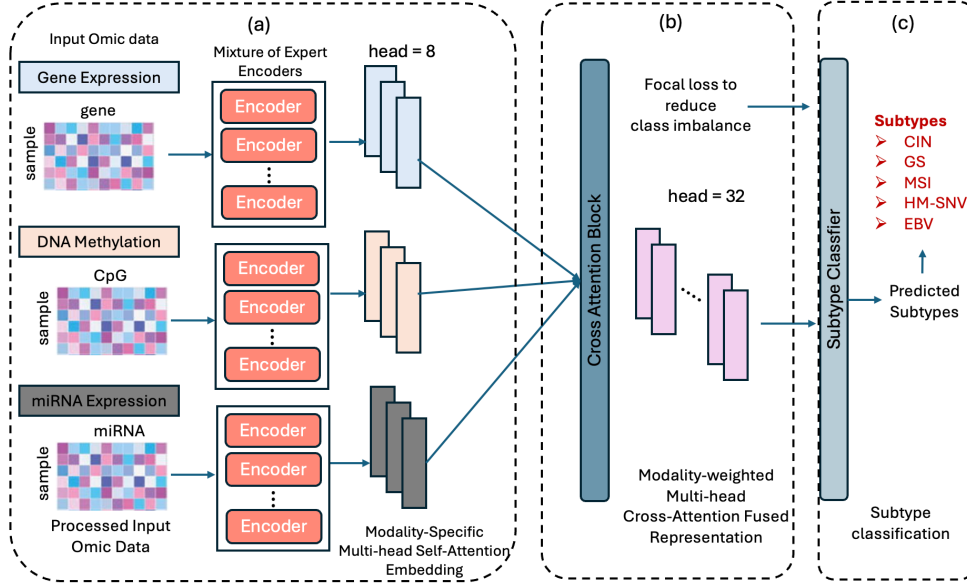 (a)
Input Omic data
Gene Expression
gene
sample
Mixture of Expert
Encoders
Encoder
Encoder
Encoder
head = 8
DNA Methylation
CpG
sample
Encoder
Encoder
Encoder
miRNA Expression
miRNA
sample
Encoder
Encoder
Encoder
Processed Input
Omic Data
Modality-Specific
Multi-head Self-Attention
Embedding
(b)
Cross Attention Block
Focal loss to
reduce
class imbalance
head = 32
Modality-weighted
Multi-head
Cross-Attention Fused
Representation
(c)
Subtype Classfier
Subtypes
CIN
GS
MSI
HM-SNV
EBV
Predicted
Subtypes
Subtype
classification